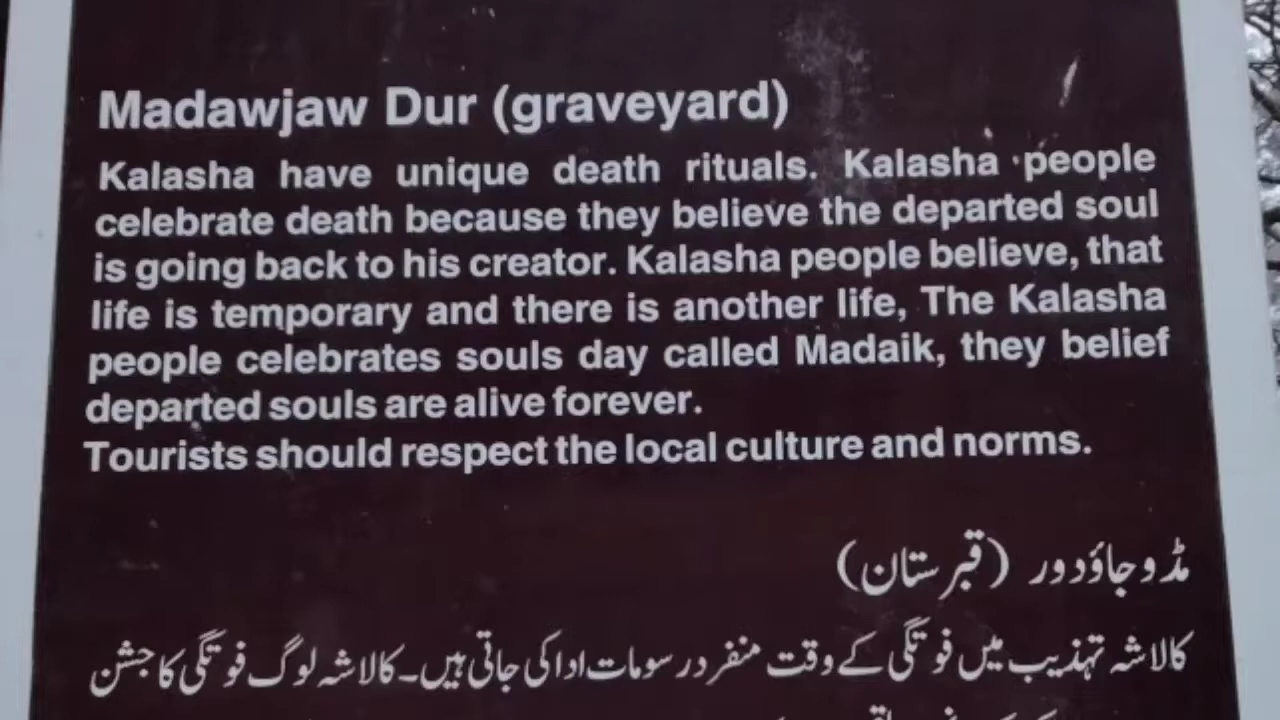 Madawjaw Dur (graveyard)
Kalasha have unique death rituals. Kalasha people
celebrate death because they believe the departed soul
is going back to his creator. Kalasha people believe, that
life is temporary and there is another life, The Kalasha
people celebrates souls day called Madaik, they belief
departed souls are alive forever.
Tourists should respect the local culture and norms.
مڈوجاؤدور (قبرستان)
کالاشہ تہذیب میں فوتگی کے وقت منفرد رسومات ادا کی جاتی ہیں۔ کالاشہ لوگ فوتگی کا جشن